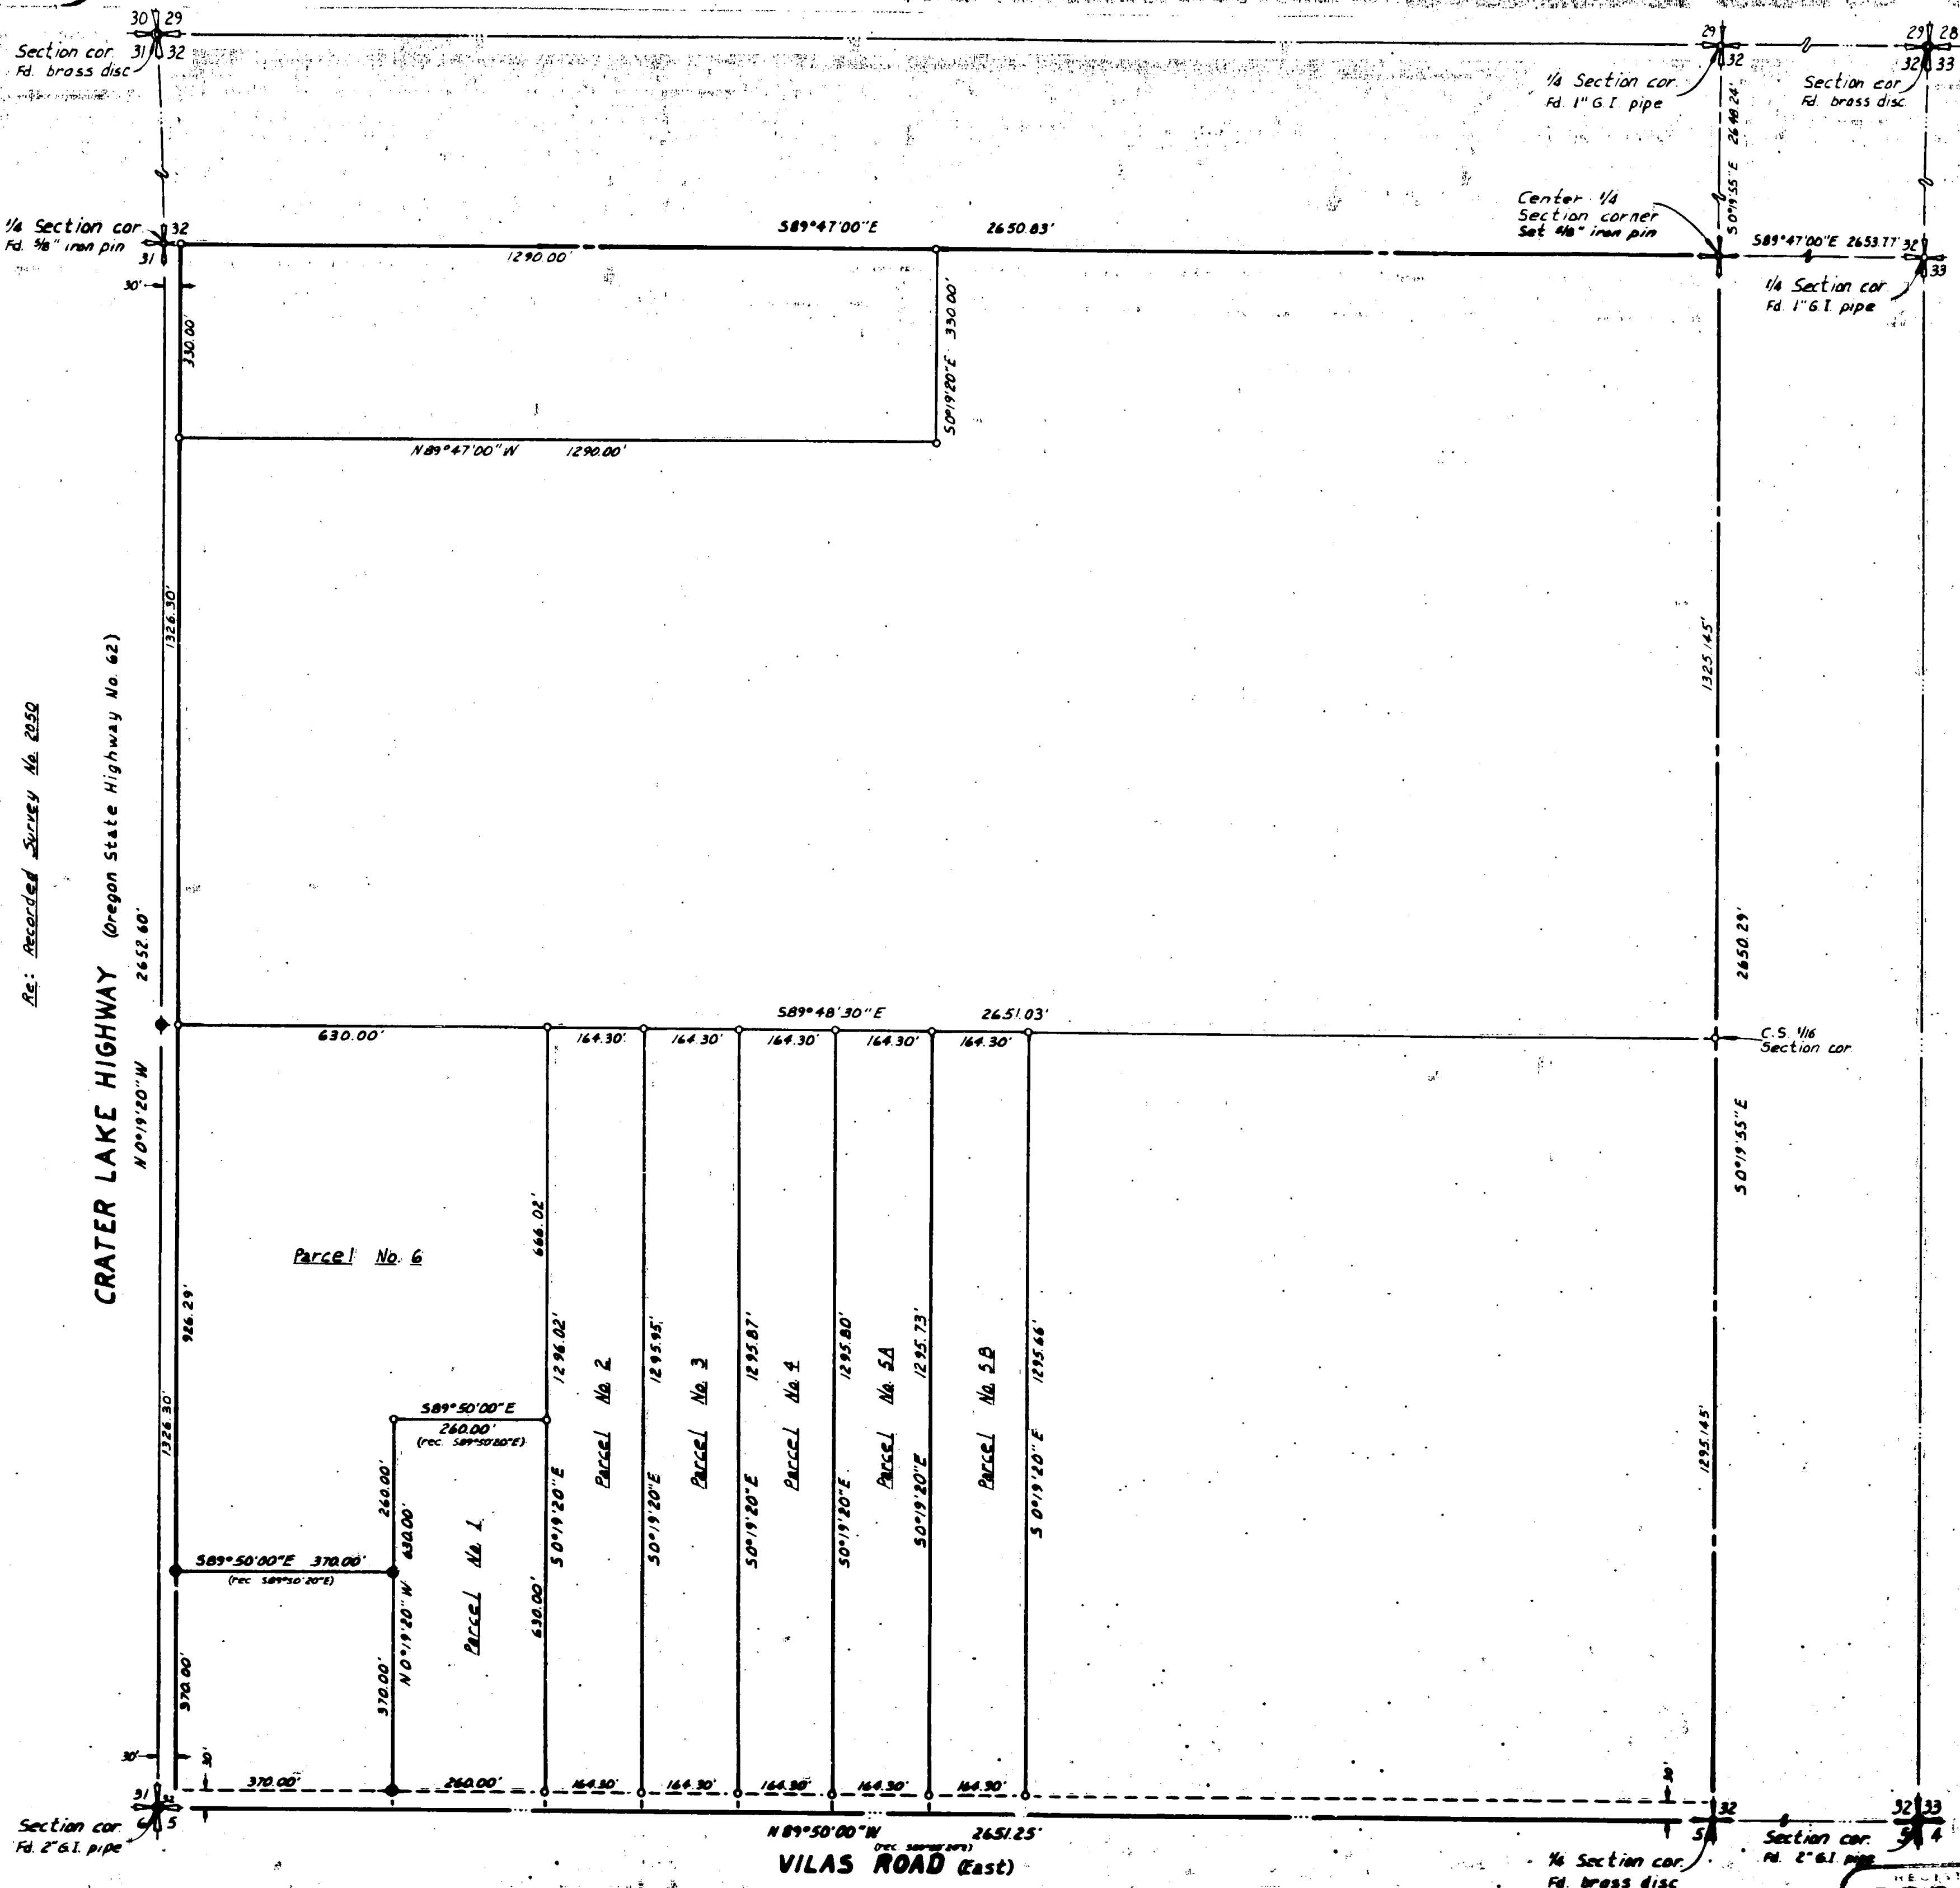 30 29
31 32
Section cor.
Fd. brass disc
29
32
1/4 Section cor.
Fd. 1" G.I. pipe
29 28
32 33
Section cor
Fd. brass disc
S0°19'55"E 2648.24'
1/4 Section cor.
Fd. 5/8" iron pin
32
31
30'
S89°47'00"E 2650.83'
1290.00'
Center 1/4
Section corner
Set 5/8" iron pin
S89°47'00"E 2653.77'
32
33
1/4 Section cor
Fd. 1" G.I. pipe
330.00'
S0°19'20"E 330.00'
N89°47'00"W 1290.00'
1326.30'
1325.145'
Re: Recorded Survey No. 2050
CRATER LAKE HIGHWAY (Oregon State Highway No. 62)
N0°19'20"W 2652.60'
2650.29'
S0°19'55"E
S89°48'30"E 2651.03'
630.00'
164.30'
164.30'
164.30'
164.30'
164.30'
C.S. 1/16
Section cor.
Parcel No. 6
666.02'
926.29'
1326.30'
S0°19'20"E 1296.02'
Parcel No. 2
S0°19'20"E 1295.95'
Parcel No. 3
S0°19'20"E 1295.87'
Parcel No. 4
S0°19'20"E 1295.80'
Parcel No. 5A
S0°19'20"E 1295.73'
Parcel No. 5B
S0°19'20"E 1295.66'
1295.145'
S89°50'00"E
260.00'
(rec. S89°50'20"E)
260.00'
N0°19'20"W 630.00'
Parcel No. 1
630.00'
S89°50'00"E 370.00'
(rec S89°50'20"E)
370.00'
370.00'
30'
30'
370.00'
260.00'
164.30'
164.30'
164.30'
164.30'
164.30'
30'
31 32
6 5
Section cor.
Fd. 2" G.I. pipe
N89°50'00"W 2651.25'
VILAS ROAD (East)
32
5
1/4 Section cor.
Fd. brass disc
32 33
5 4
Section cor.
Fd. 2" G.I. pipe